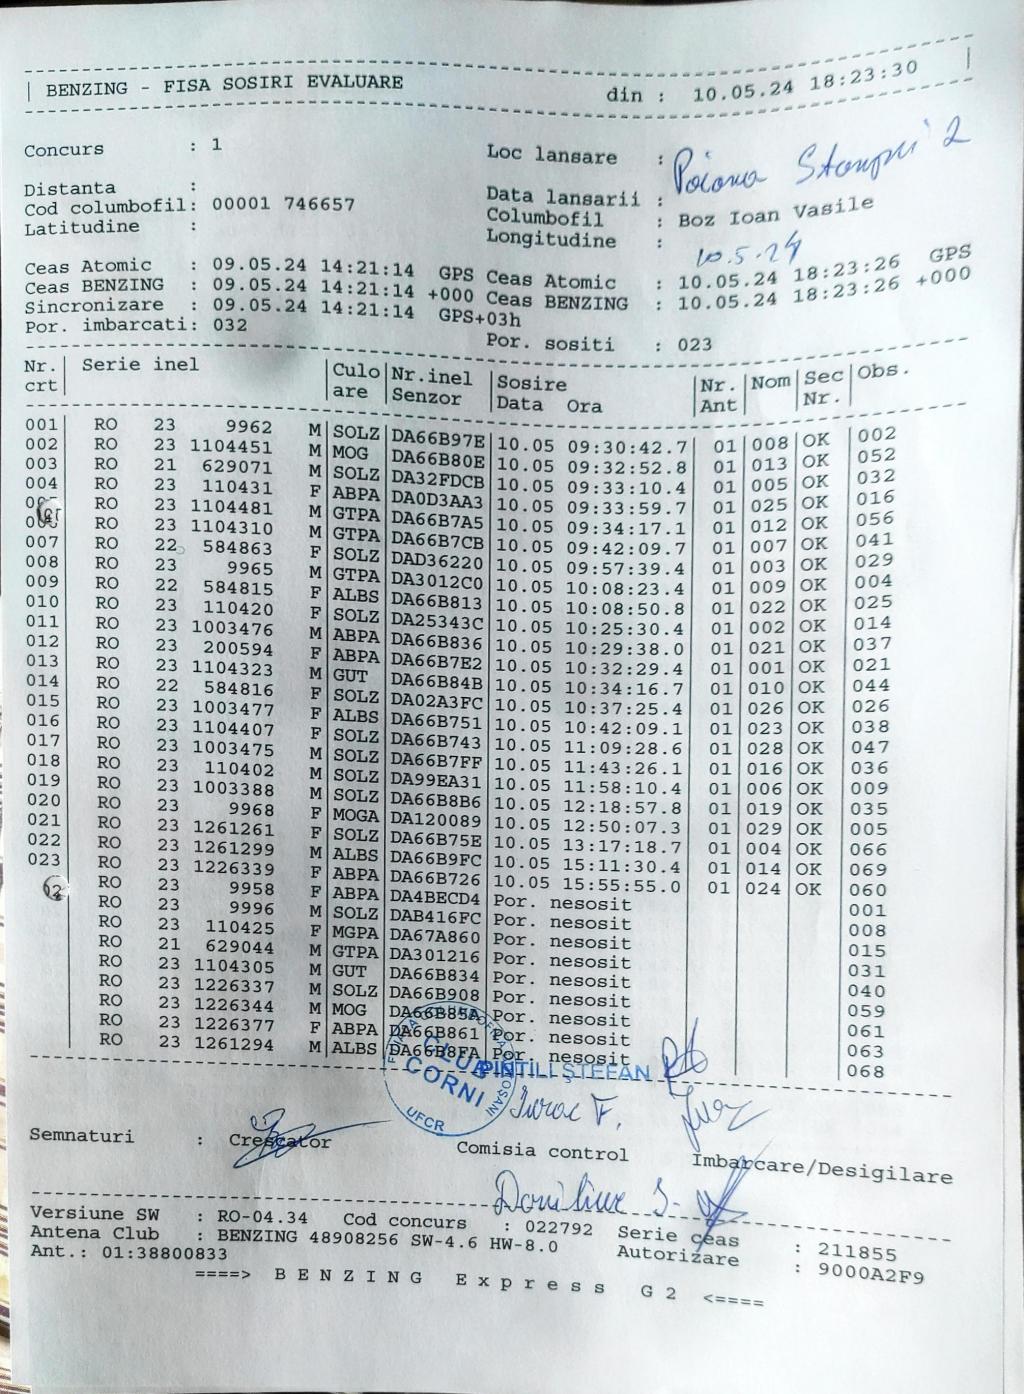 BENZING - FISA SOSIRI EVALUARE din : 10.05.24 18:23:30
Concurs : 1 Loc lansare : Poiana Stampei 2
Distanta : Data lansarii :
Cod columbofil: 00001 746657 Columbofil : Boz Ioan Vasile
Latitudine : Longitudine : 10.5.24
Ceas Atomic : 09.05.24 14:21:14 GPS Ceas Atomic : 10.05.24 18:23:26 GPS
Ceas BENZING : 09.05.24 14:21:14 +000 Ceas BENZING : 10.05.24 18:23:26 +000
Sincronizare : 09.05.24 14:21:14 GPS+03h
Por. imbarcati: 032 Por. sositi : 023
Nr. Serie inel Culo Nr.inel Sosire Nr. Nom Sec Obs.
crt are Senzor Data Ora Ant Nr.
001 RO 23 9962 M SOLZ DA66B97E 10.05 09:30:42.7 01 008 OK 002
002 RO 23 1104451 M MOG DA66B80E 10.05 09:32:52.8 01 013 OK 052
003 RO 21 629071 M SOLZ DA32FDCB 10.05 09:33:10.4 01 005 OK 032
004 RO 23 110431 F ABPA DA0D3AA3 10.05 09:33:59.7 01 025 OK 016
RO 23 1104481 M GTPA DA66B7A5 10.05 09:34:17.1 01 012 OK 056
RO 23 1104310 M GTPA DA66B7CB 10.05 09:42:09.7 01 007 OK 041
007 RO 22 584863 F SOLZ DAD36220 10.05 09:57:39.4 01 003 OK 029
008 RO 23 9965 M GTPA DA3012C0 10.05 10:08:23.4 01 009 OK 004
009 RO 22 584815 F ALBS DA66B813 10.05 10:08:50.8 01 022 OK 025
010 RO 23 110420 F SOLZ DA25343C 10.05 10:25:30.4 01 002 OK 014
011 RO 23 1003476 M ABPA DA66B836 10.05 10:29:38.0 01 021 OK 037
012 RO 23 200594 F ABPA DA66B7E2 10.05 10:32:29.4 01 001 OK 021
013 RO 23 1104323 M GUT DA66B84B 10.05 10:34:16.7 01 010 OK 044
014 RO 22 584816 F SOLZ DA02A3FC 10.05 10:37:25.4 01 026 OK 026
015 RO 23 1003477 F ALBS DA66B751 10.05 10:42:09.1 01 023 OK 038
016 RO 23 1104407 F SOLZ DA66B743 10.05 11:09:28.6 01 028 OK 047
017 RO 23 1003475 M SOLZ DA66B7FF 10.05 11:43:26.1 01 016 OK 036
018 RO 23 110402 M SOLZ DA99EA31 10.05 11:58:10.4 01 006 OK 009
019 RO 23 1003388 M SOLZ DA66B8B6 10.05 12:18:57.8 01 019 OK 035
020 RO 23 9968 F MOGA DA120089 10.05 12:50:07.3 01 029 OK 005
021 RO 23 1261261 F SOLZ DA66B75E 10.05 13:17:18.7 01 004 OK 066
022 RO 23 1261299 M ALBS DA66B9FC 10.05 15:11:30.4 01 014 OK 069
023 RO 23 1226339 F ABPA DA66B726 10.05 15:55:55.0 01 024 OK 060
RO 23 9958 F ABPA DA4BECD4 Por. nesosit 001
RO 23 9996 M SOLZ DAB416FC Por. nesosit 008
RO 23 110425 F MGPA DA67A860 Por. nesosit 015
RO 21 629044 M GTPA DA301216 Por. nesosit 031
RO 23 1104305 M GUT DA66B834 Por. nesosit 040
RO 23 1226337 M SOLZ DA66B908 Por. nesosit 059
RO 23 1226344 M MOG DA66B85A Por. nesosit 061
RO 23 1226377 F ABPA DA66B861 Por. nesosit 063
RO 23 1261294 M ALBS DA66B8FA Por. nesosit 068
CLUB
CORNI
UFCR
PINTILI ŞTEFAN
Semnaturi : Crescator Comisia control Imbarcare/Desigilare
Versiune SW : RO-04.34 Cod concurs : 022792 Serie ceas : 211855
Antena Club : BENZING 48908256 SW-4.6 HW-8.0 Autorizare : 9000A2F9
Ant.: 01:38800833
====> B E N Z I N G E x p r e s s G 2 <====